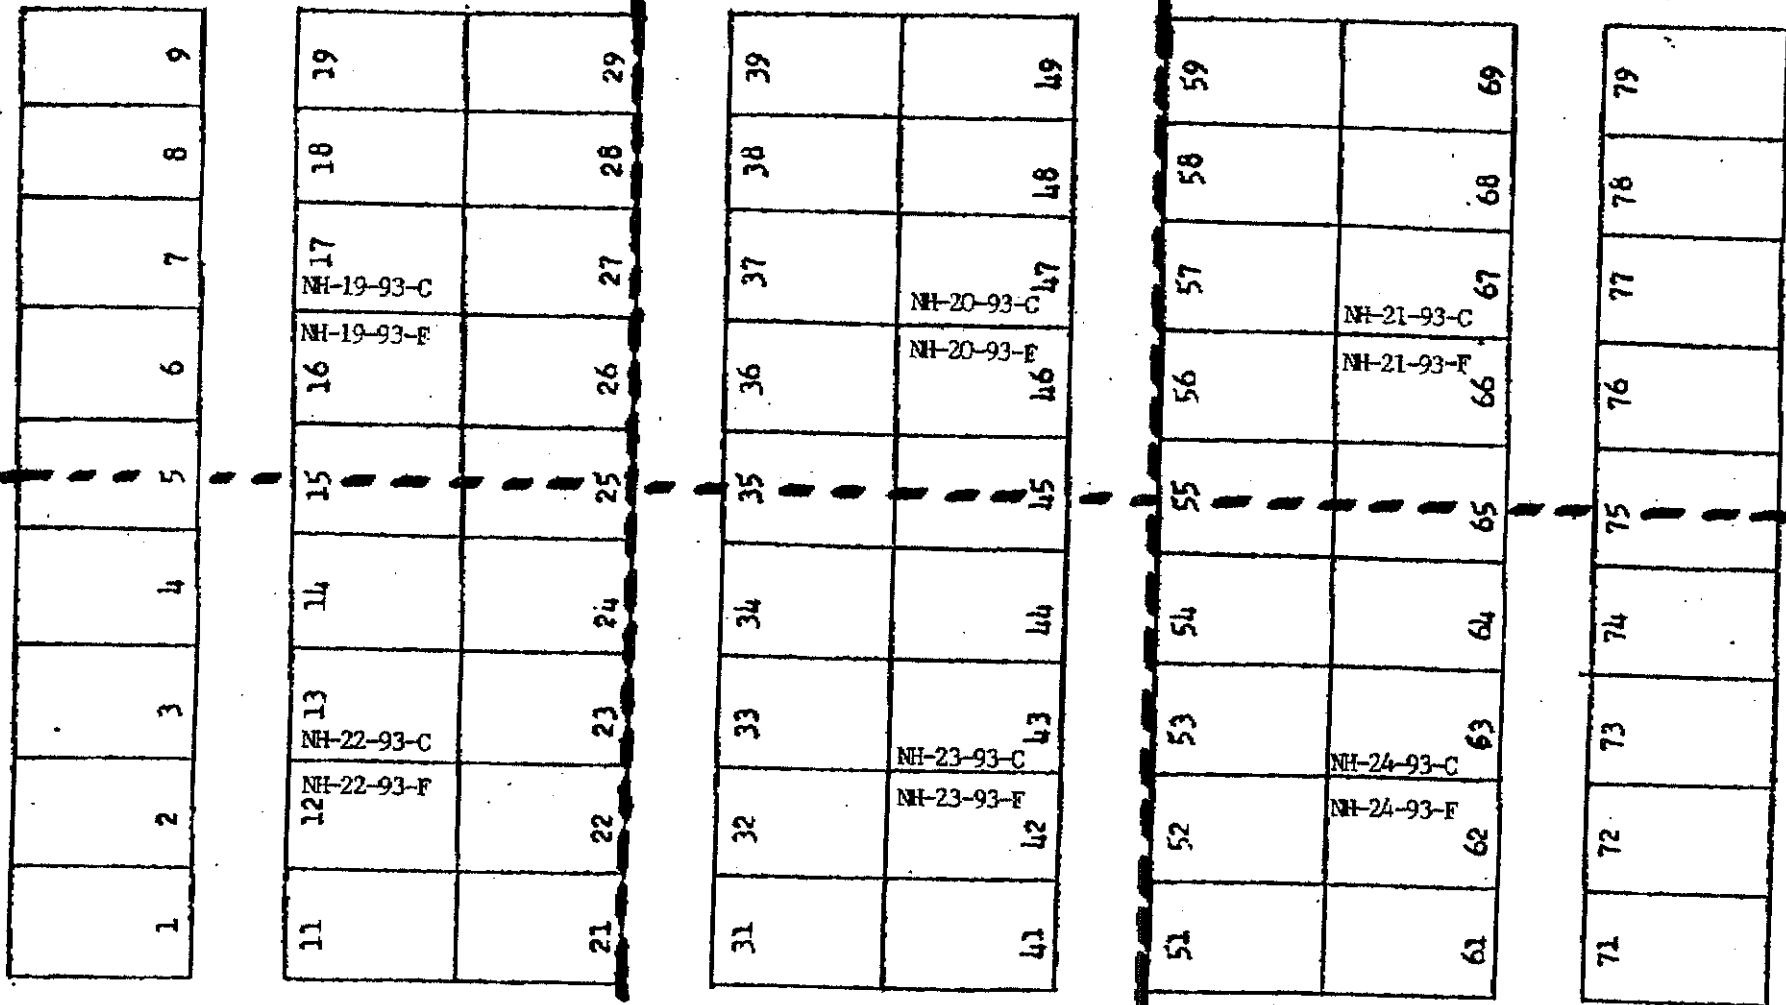 9 19 29 39 49 59 69 79
8 18 28 38 48 58 68 78
7 17 27 37 47 57 67 77
NH-19-93-C NH-20-93-C NH-21-93-C
NH-19-93-F NH-20-93-F NH-21-93-F
6 16 26 36 46 56 66 76
5 15 25 35 45 55 65 75
4 14 24 34 44 54 64 74
3 13 23 33 43 53 63 73
NH-22-93-C NH-23-93-C NH-24-93-C
NH-22-93-F NH-23-93-F NH-24-93-F
2 12 22 32 42 52 62 72
1 11 21 31 41 51 61 71